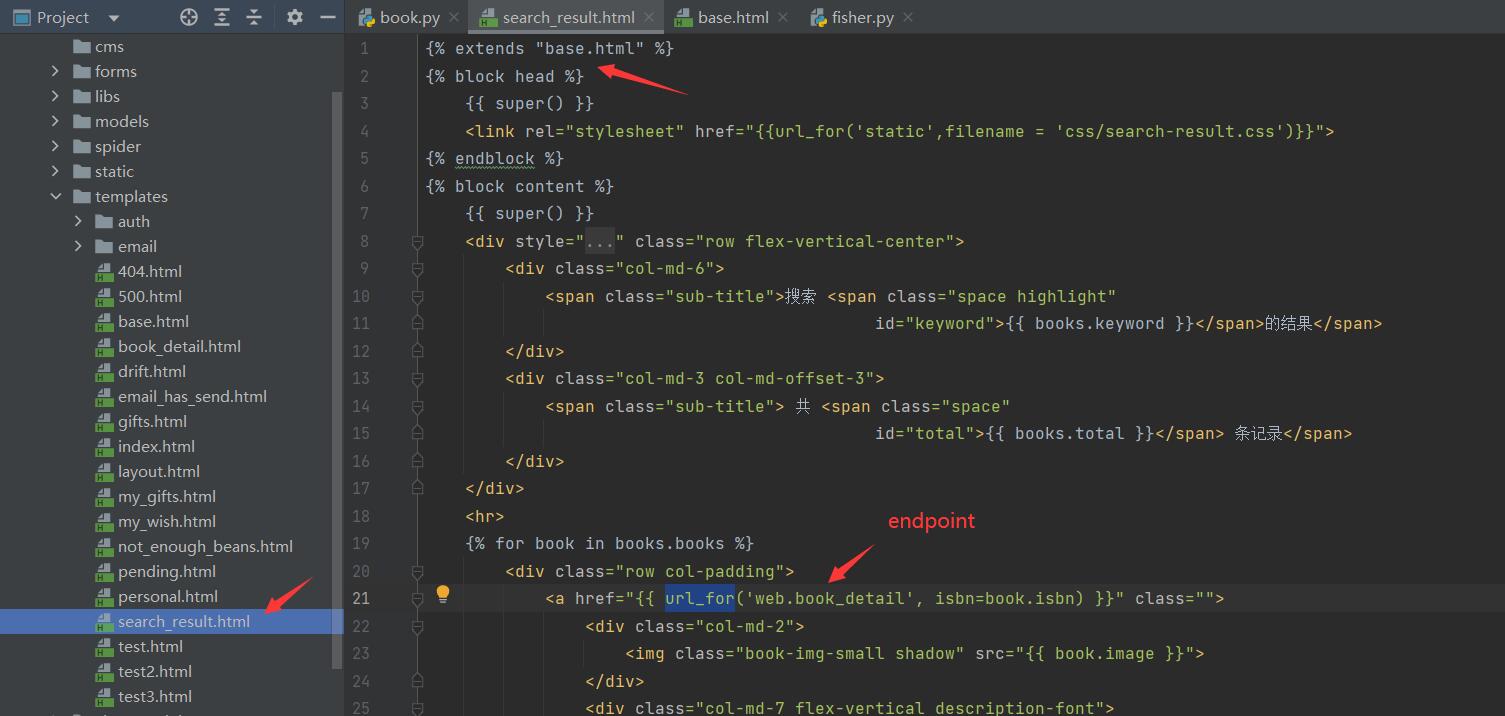 Project
book.py
search_result.html
base.html
fisher.py
cms
forms
libs
models
spider
static
templates
auth
email
404.html
500.html
base.html
book_detail.html
drift.html
email_has_send.html
gifts.html
index.html
layout.html
my_gifts.html
my_wish.html
not_enough_beans.html
pending.html
personal.html
search_result.html
test.html
test2.html
test3.html
1 {% extends "base.html" %}
2 {% block head %}
3 {{ super() }}
4 <link rel="stylesheet" href="{{url_for('static',filename = 'css/search-result.css')}}">
5 {% endblock %}
6 {% block content %}
7 {{ super() }}
8 <div style="..." class="row flex-vertical-center">
9 <div class="col-md-6">
10 <span class="sub-title">搜索 <span class="space highlight"
11 id="keyword">{{ books.keyword }}</span>的结果</span>
12 </div>
13 <div class="col-md-3 col-md-offset-3">
14 <span class="sub-title"> 共 <span class="space"
15 id="total">{{ books.total }}</span> 条记录</span>
16 </div>
17 </div>
18 <hr>
endpoint
19 {% for book in books.books %}
20 <div class="row col-padding">
21 <a href="{{ url_for('web.book_detail', isbn=book.isbn) }}" class="">
22 <div class="col-md-2">
23 <img class="book-img-small shadow" src="{{ book.image }}">
24 </div>
25 <div class="col-md-7 flex-vertical description-font">